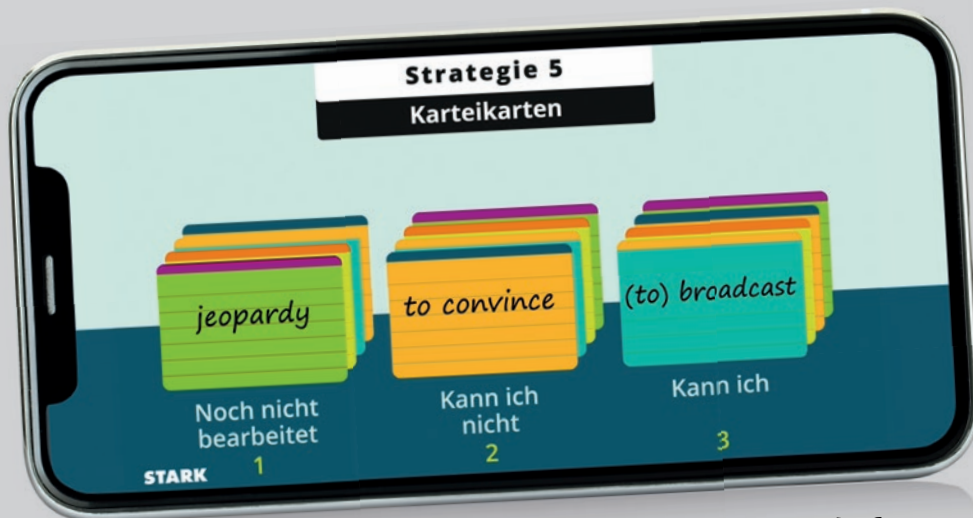 Strategie 5
Karteikarten
jeopardy
to convince
(to) broadcast
Noch nicht
bearbeitet
1
Kann ich
nicht
2
Kann ich
3
STARK